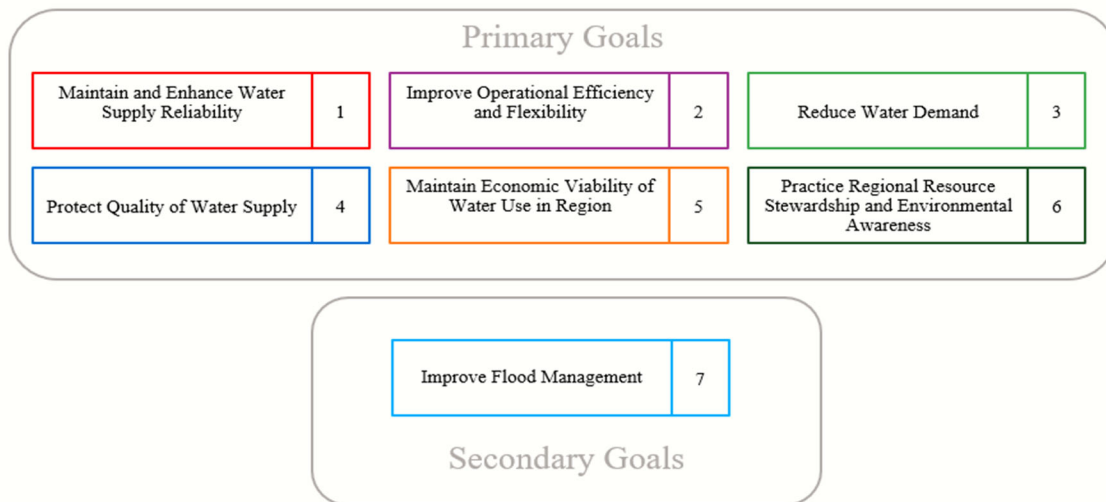 Primary Goals
Maintain and Enhance Water
Supply Reliability
1
Improve Operational Efficiency
and Flexibility
2
Reduce Water Demand
3
Protect Quality of Water Supply
4
Maintain Economic Viability of
Water Use in Region
5
Practice Regional Resource
Stewardship and Environmental
Awareness
6
Improve Flood Management
7
Secondary Goals